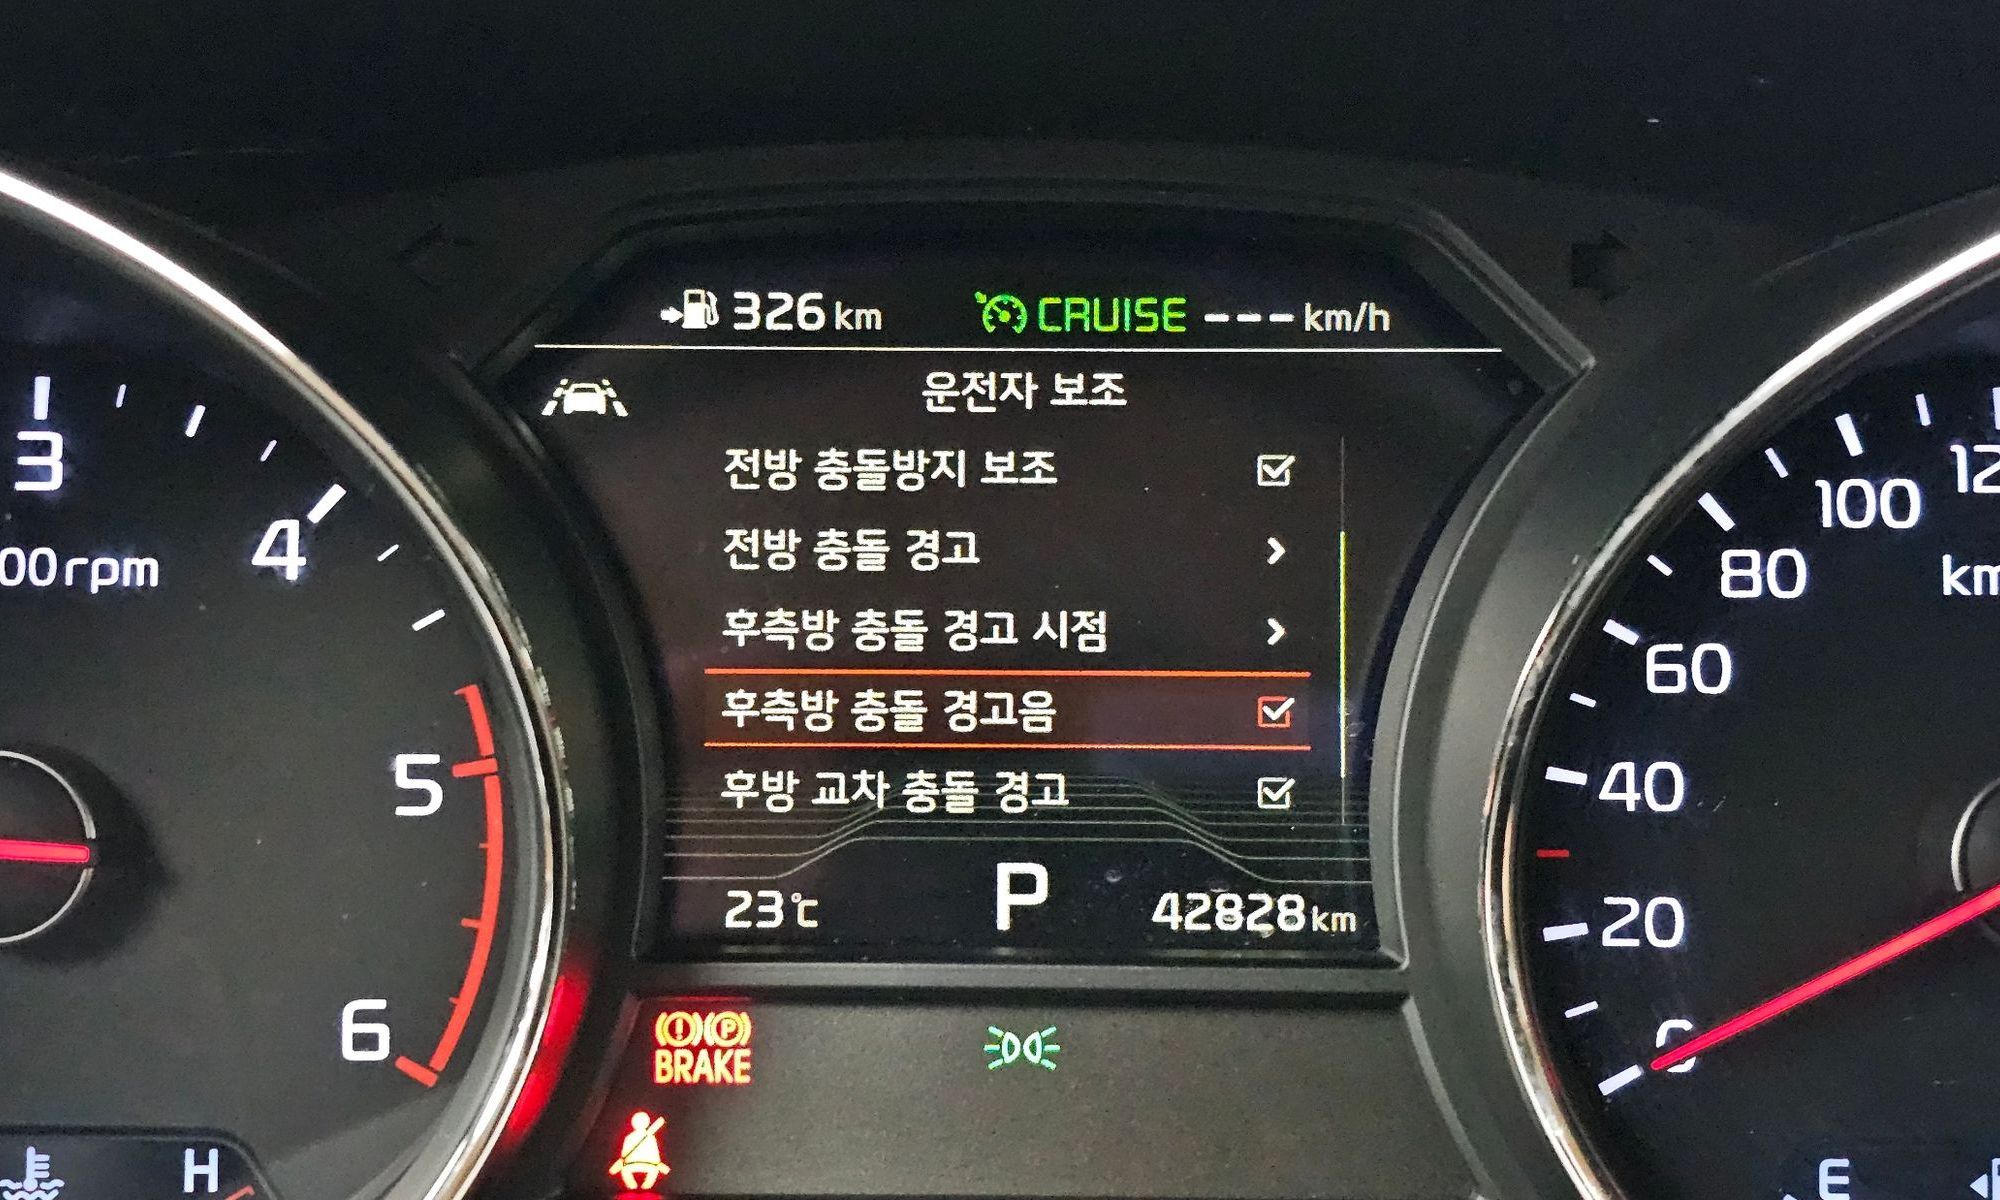 326 km CRUISE ---km/h
운전자 보조
전방 충돌방지 보조
전방 충돌 경고
후측방 충돌 경고 시점
후측방 충돌 경고음
후방 교차 충돌 경고
23℃ P 42828km
3
4
00rpm
5
6
H
BRAKE
12
100
80
km
60
40
20
0
E